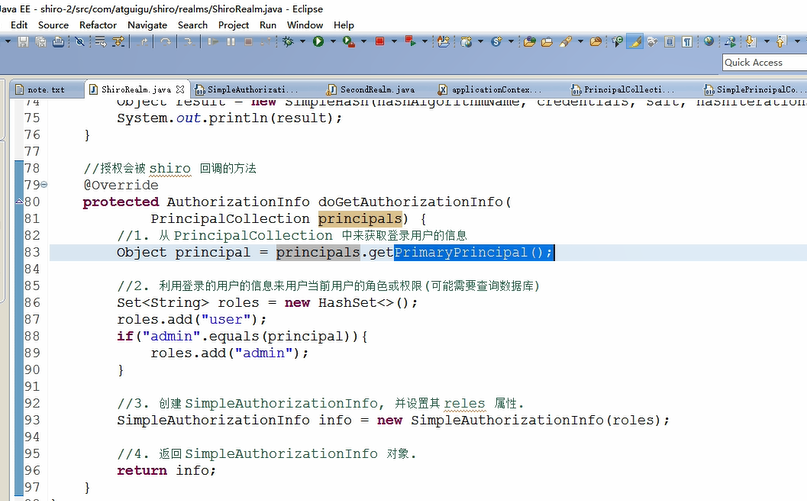 Java EE - shiro-2/src/com/atguigu/shiro/realms/ShiroRealm.java - Eclipse
Edit Source Refactor Navigate Search Project Run Window Help
Quick Access
note.txt ShiroRealm.java SimpleAuthorizati... SecondRealm.java applicationContex... PrincipalCollecti... SimplePrincipalCo...
74 Object result = new SimpleHash(hashAlgorithmName, credentials, salt, hashIterations
75 System.out.println(result);
76 }
77
78 //授权会被 shiro 回调的方法
79 @Override
80 protected AuthorizationInfo doGetAuthorizationInfo(
81 PrincipalCollection principals) {
82 //1. 从 PrincipalCollection 中来获取登录用户的信息
83 Object principal = principals.getPrimaryPrincipal();
84
85 //2. 利用登录的用户的信息来用户当前用户的角色或权限(可能需要查询数据库)
86 Set<String> roles = new HashSet<>();
87 roles.add("user");
88 if("admin".equals(principal)){
89 roles.add("admin");
90 }
91
92 //3. 创建 SimpleAuthorizationInfo, 并设置其 reles 属性.
93 SimpleAuthorizationInfo info = new SimpleAuthorizationInfo(roles);
94
95 //4. 返回 SimpleAuthorizationInfo 对象.
96 return info;
97 }